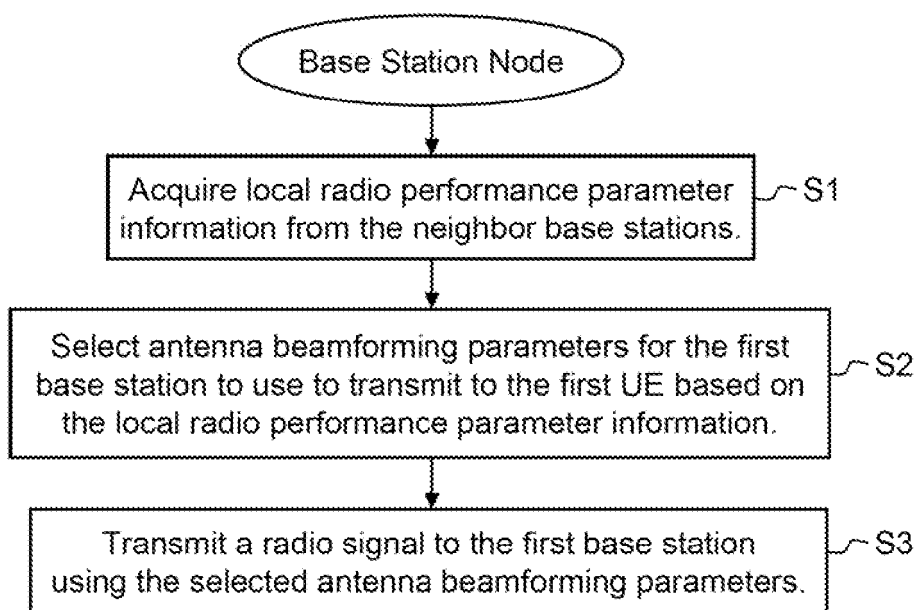 Base Station Node
Acquire local radio performance parameter
information from the neighbor base stations.
S1
Select antenna beamforming parameters for the first
base station to use to transmit to the first UE based on
the local radio performance parameter information.
S2
Transmit a radio signal to the first base station
using the selected antenna beamforming parameters.
S3